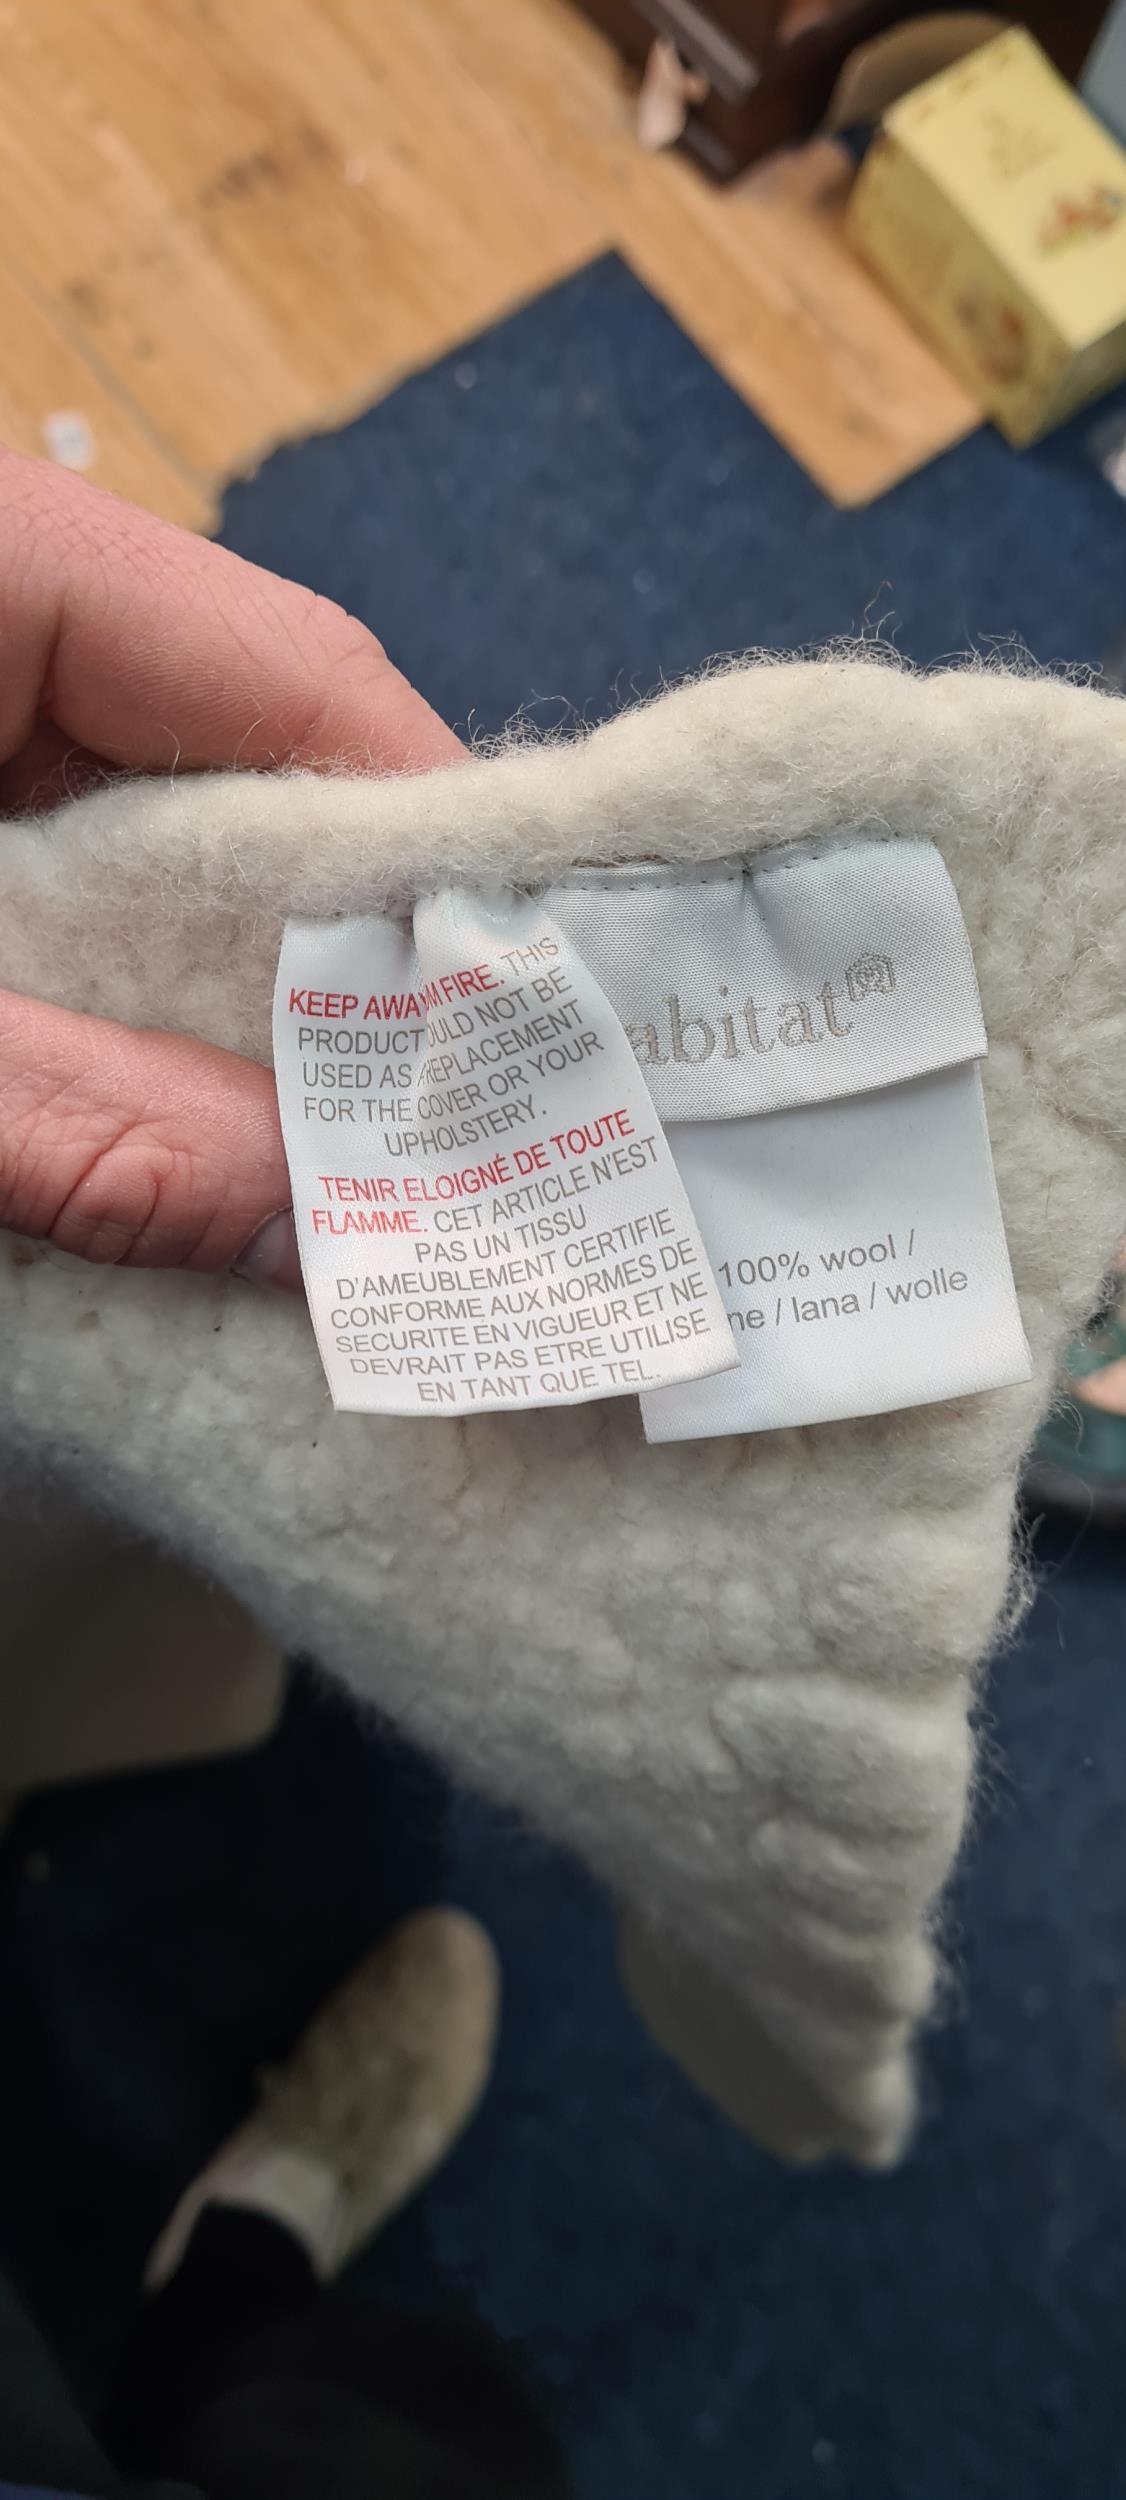 KEEP AWA M FIRE. THIS
PRODUCT OULD NOT BE
USED AS A REPLACEMENT
FOR THE COVER OR YOUR
UPHOLSTERY.
TENIR ELOIGNÉ DE TOUTE
FLAMME. CET ARTICLE N'EST
PAS UN TISSU
D'AMEUBLEMENT CERTIFIE
CONFORME AUX NORMES DE
SECURITE EN VIGUEUR ET NE
DEVRAIT PAS ETRE UTILISE
EN TANT QUE TEL.
abitat
100% wool /
ne / lana / wolle